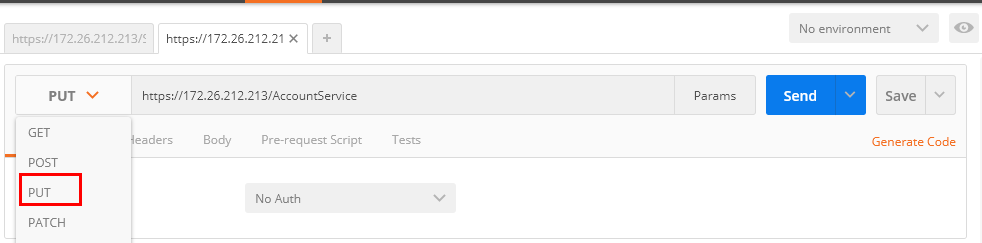 https://172.26.212.213/S
https://172.26.212.21
No environment
PUT
https://172.26.212.213/AccountService
Params
Send
Save
GET
Headers
Body
Pre-request Script
Tests
Generate Code
POST
PUT
No Auth
PATCH